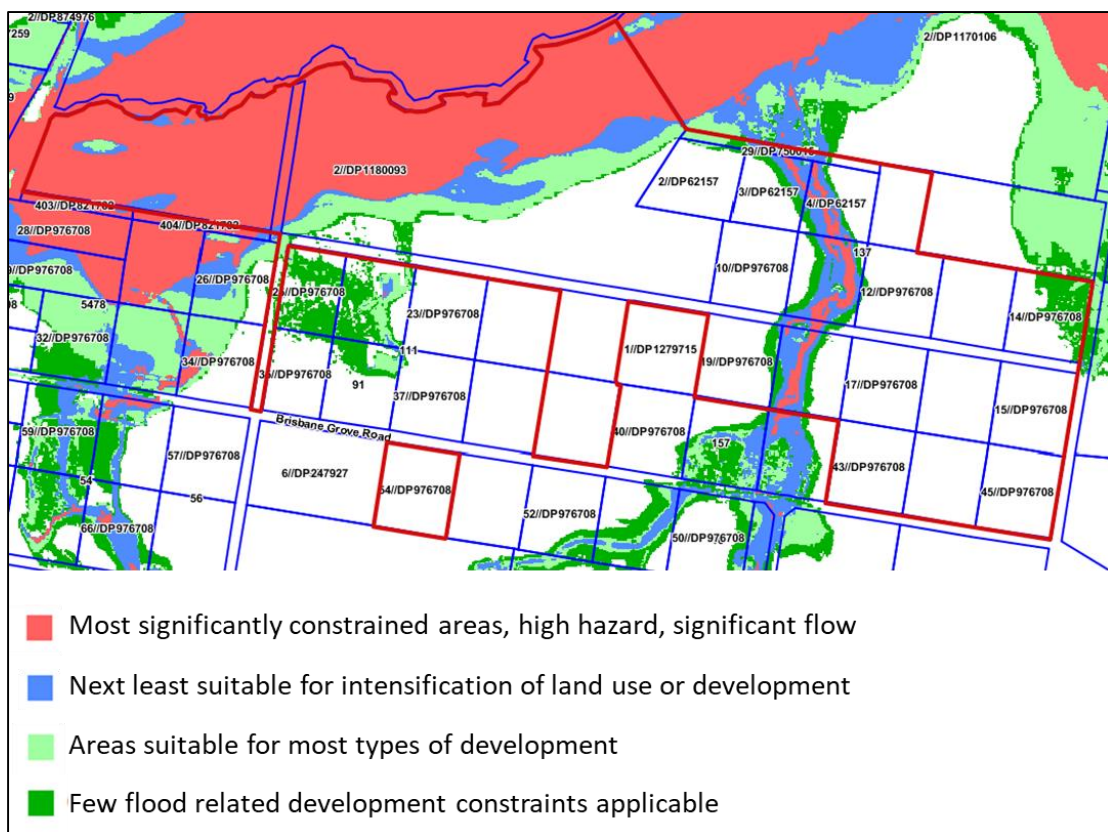 2//DP874976
7259
2//DP1170106
9
2//DP1180093
29//DP750015
2//DP62157
3//DP62157
4//DP62157
403//DP821702
404//DP821702
28//DP976708
137
10//DP976708
12//DP976708
26//DP976708
9//DP976708
5478
23//DP976708
14//DP976708
32//DP976708
111
1//DP1279715
34//DP976708
19//DP976708
91
17//DP976708
37//DP976708
15//DP976708
Brisbane Grove Road
40//DP976708
59//DP976708
157
57//DP976708
54
6//DP247927
43//DP976708
54//DP976708
45//DP976708
56
52//DP976708
66//DP976708
50//DP976708
Most significantly constrained areas, high hazard, significant flow
Next least suitable for intensification of land use or development
Areas suitable for most types of development
Few flood related development constraints applicable